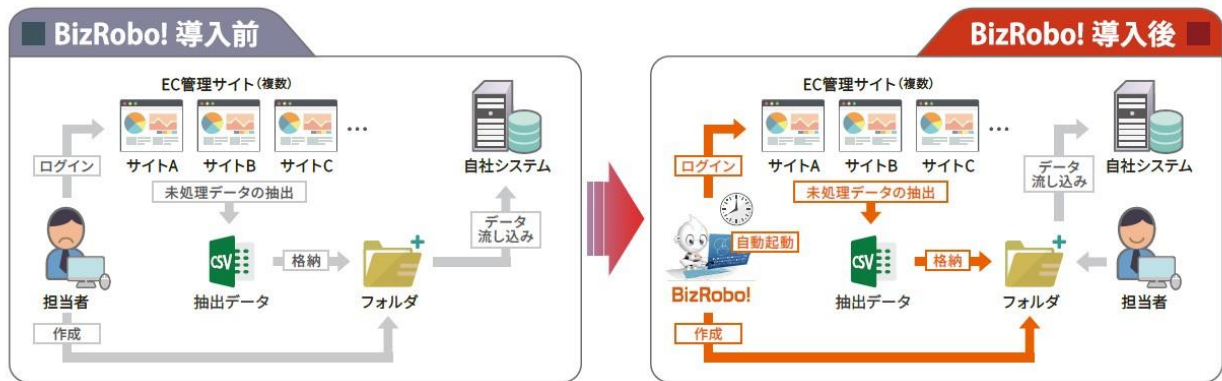 BizRobo! 導入前
EC管理サイト(複数)
サイトA サイトB サイトC …
ログイン
未処理データの抽出
自社システム
データ
流し込み
CSV
格納
担当者
抽出データ
フォルダ
作成
BizRobo! 導入後
EC管理サイト(複数)
サイトA サイトB サイトC …
ログイン
未処理データの抽出
自社システム
データ
流し込み
自動起動
CSV
格納
BizRobo!
抽出データ
フォルダ
担当者
作成